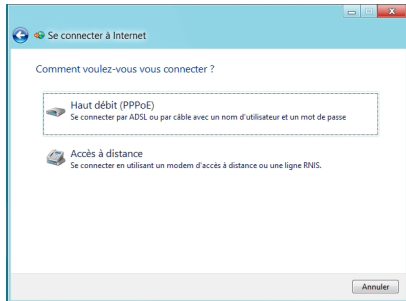 Se connecter à Internet
Comment voulez-vous vous connecter ?
Haut débit (PPPoE)
Se connecter par ADSL ou par câble avec un nom d'utilisateur et un mot de passe
Accès à distance
Se connecter en utilisant un modem d'accès à distance ou une ligne RNIS.
Annuler